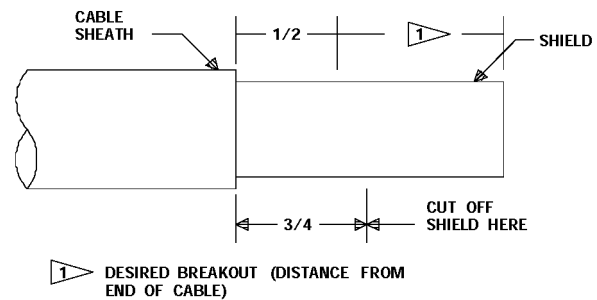 CABLE
SHEATH
1/2
1
SHIELD
3/4
CUT OFF
SHIELD HERE
1 DESIRED BREAKOUT (DISTANCE FROM
END OF CABLE)